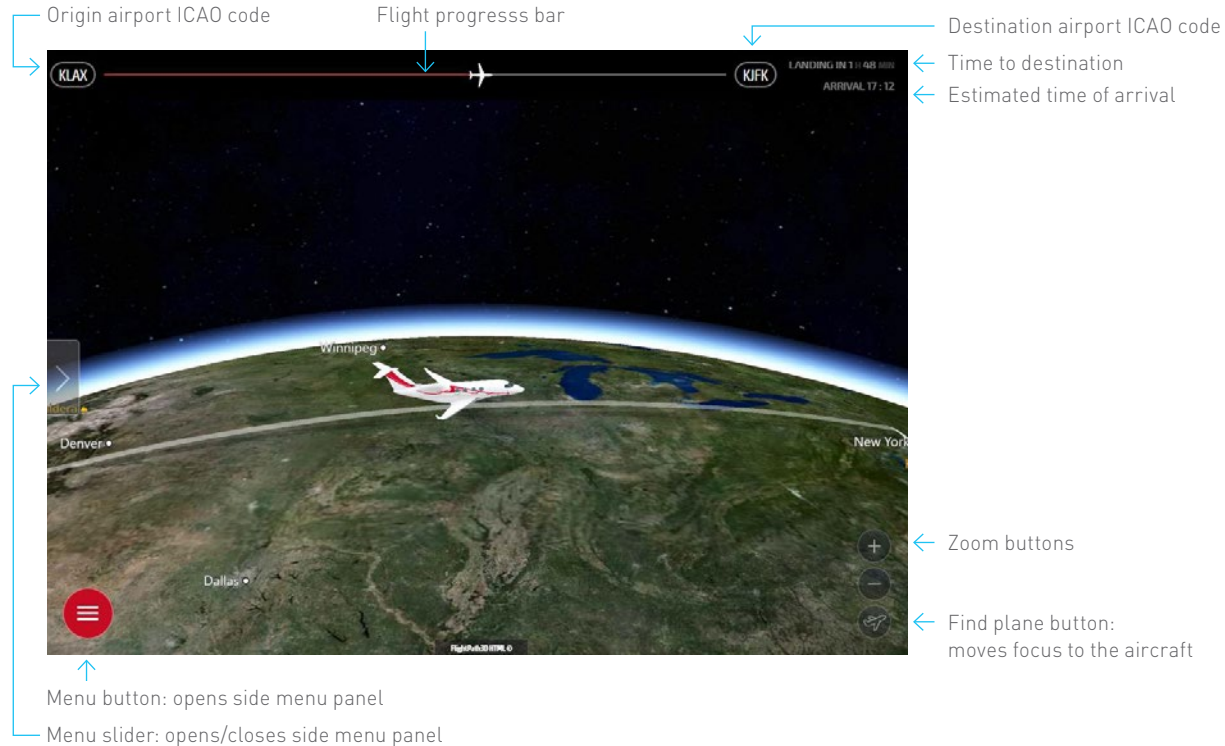 Origin airport ICAO code
Flight progresss bar
Destination airport ICAO code
KLAX
KJFK
LANDING IN 1 H 48 MIN
Time to destination
ARRIVAL 17 : 12
Estimated time of arrival
Winnipeg
Denver
New York
Zoom buttons
Dallas
Find plane button:
moves focus to the aircraft
FlightPath3D HTML ©
Menu button: opens side menu panel
Menu slider: opens/closes side menu panel